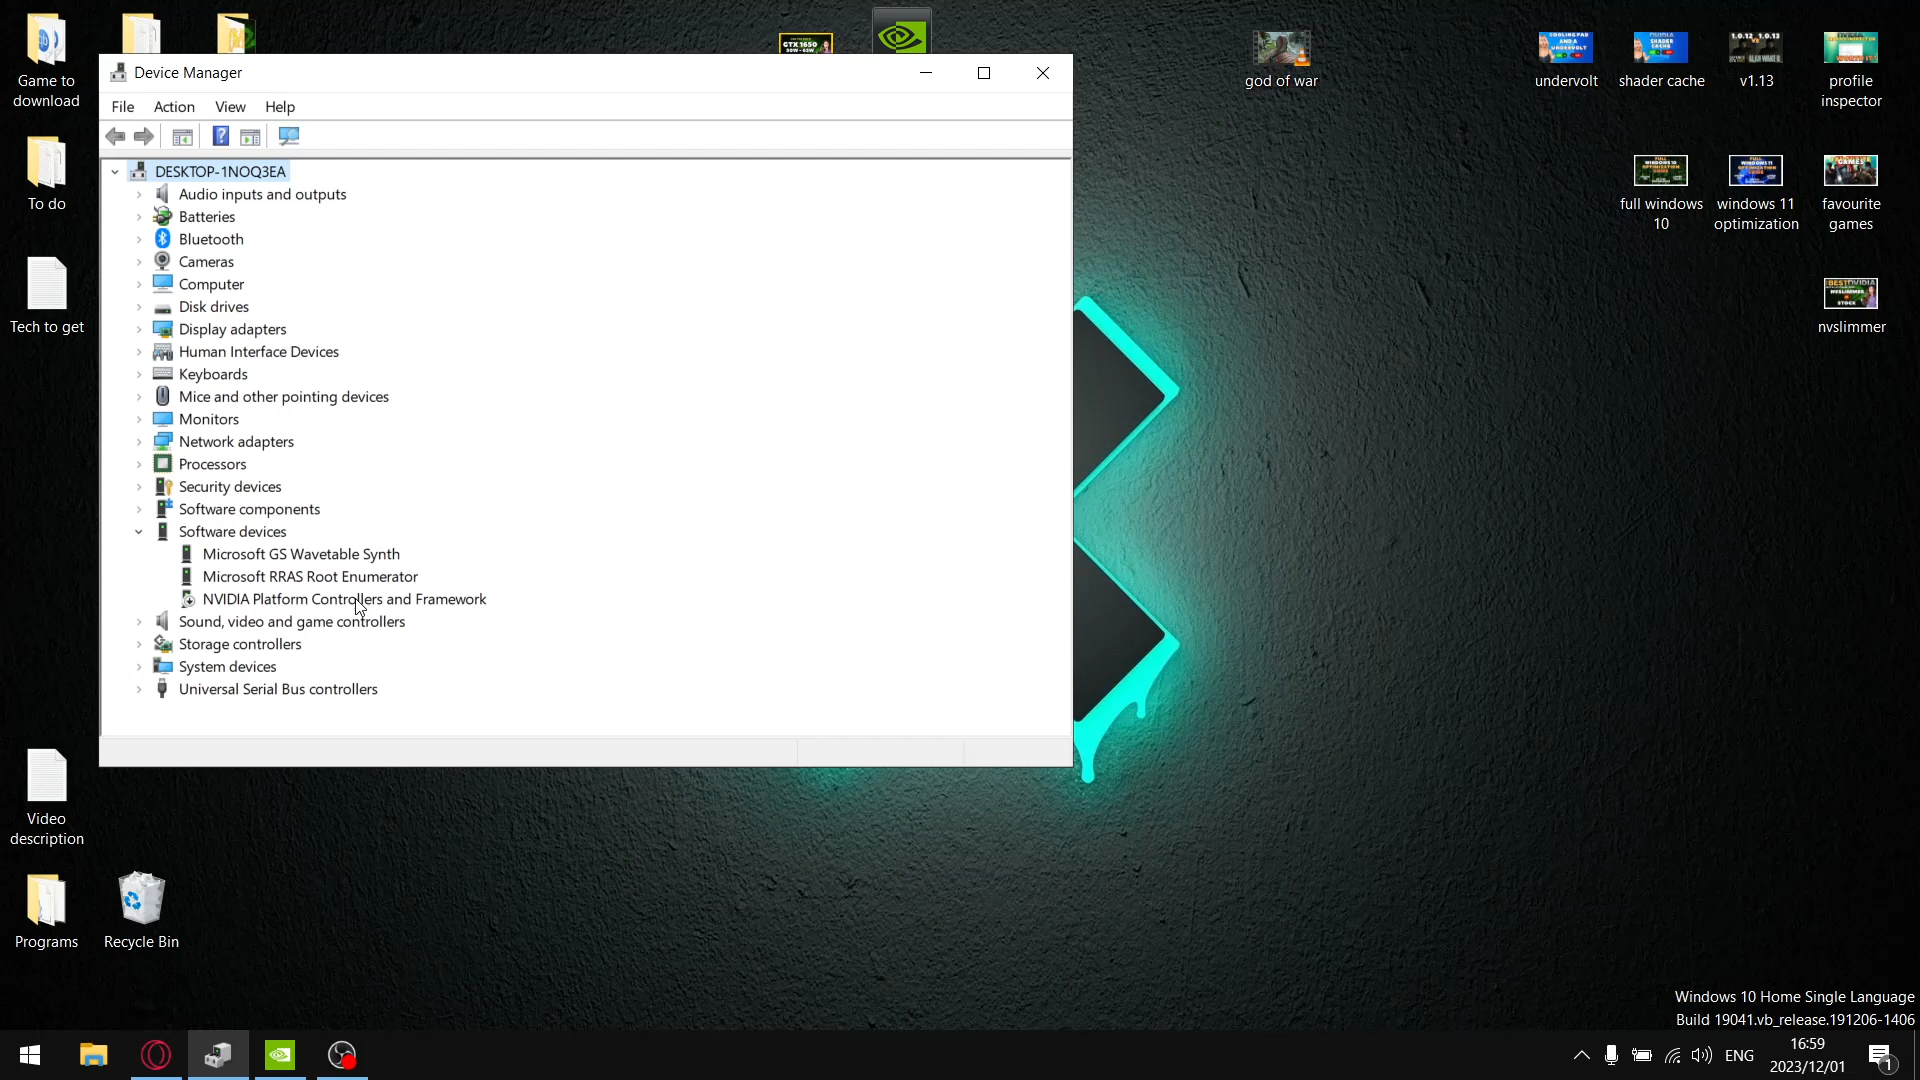 Game to
download
To do
Tech to get
Video
description
Programs
Recycle Bin
GTX 1650
50W - 65W
Device Manager
File Action View Help
DESKTOP-1NOQ3EA
Audio inputs and outputs
Batteries
Bluetooth
Cameras
Computer
Disk drives
Display adapters
Human Interface Devices
Keyboards
Mice and other pointing devices
Monitors
Network adapters
Processors
Security devices
Software components
Software devices
Microsoft GS Wavetable Synth
Microsoft RRAS Root Enumerator
NVIDIA Platform Controllers and Framework
Sound, video and game controllers
Storage controllers
System devices
Universal Serial Bus controllers
god of war
undervolt
shader cache
v1.13
profile
inspector
full windows
10
windows 11
optimization
favourite
games
nvslimmer
Windows 10 Home Single Language
Build 19041.vb_release.191206-1406
ENG
16:59
2023/12/01
1